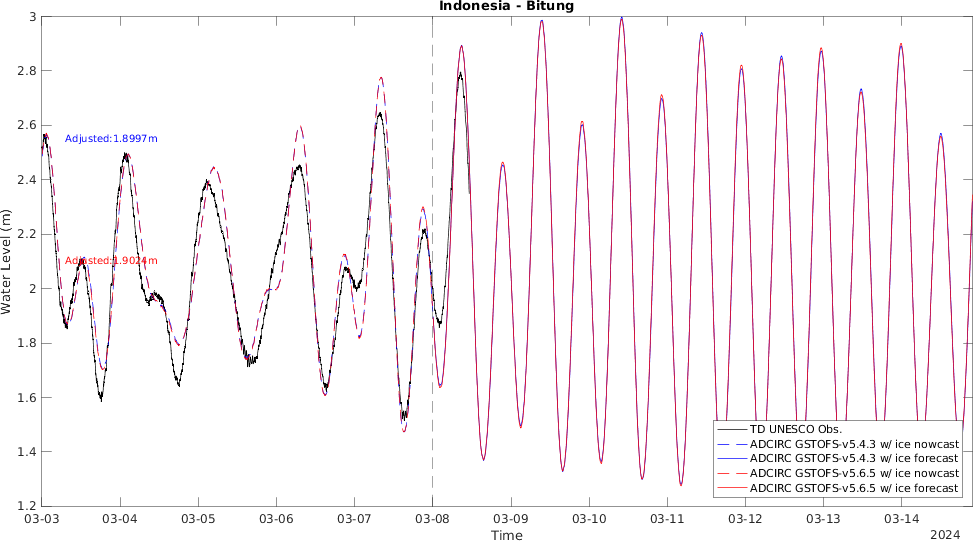 Indonesia - Bitung
3
2.8
2.6
2.4
2.2
2
1.8
1.6
1.4
1.2
Water Level (m)
Adjusted:1.8997m
Adjusted:1.9024m
TD UNESCO Obs.
ADCIRC GSTOFS-v5.4.3 w/ ice nowcast
ADCIRC GSTOFS-v5.4.3 w/ ice forecast
ADCIRC GSTOFS-v5.6.5 w/ ice nowcast
ADCIRC GSTOFS-v5.6.5 w/ ice forecast
03-03 03-04 03-05 03-06 03-07 03-08 03-09 03-10 03-11 03-12 03-13 03-14
Time
2024